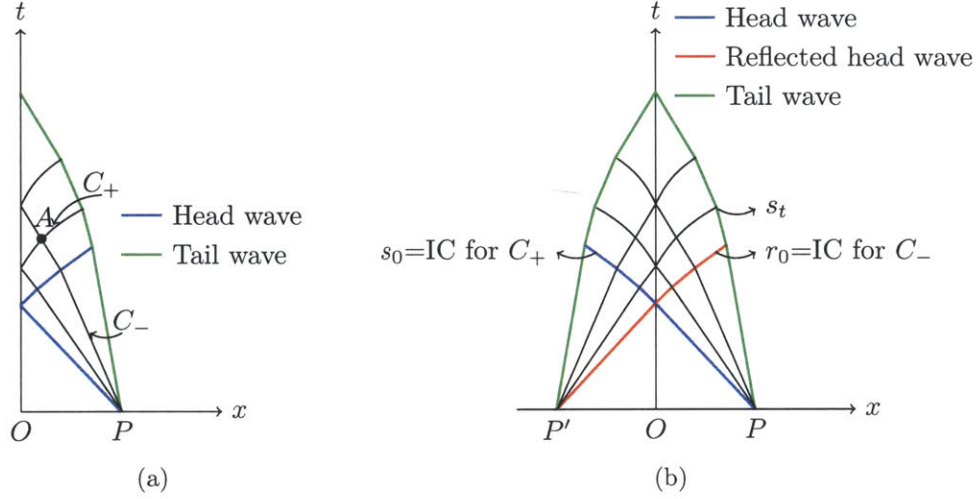 t
C₊
A
Head wave
Tail wave
C₋
O
P
x
(a)
t
Head wave
Reflected head wave
Tail wave
sₜ
s₀=IC for C₊
r₀=IC for C₋
P′
O
P
x
(b)